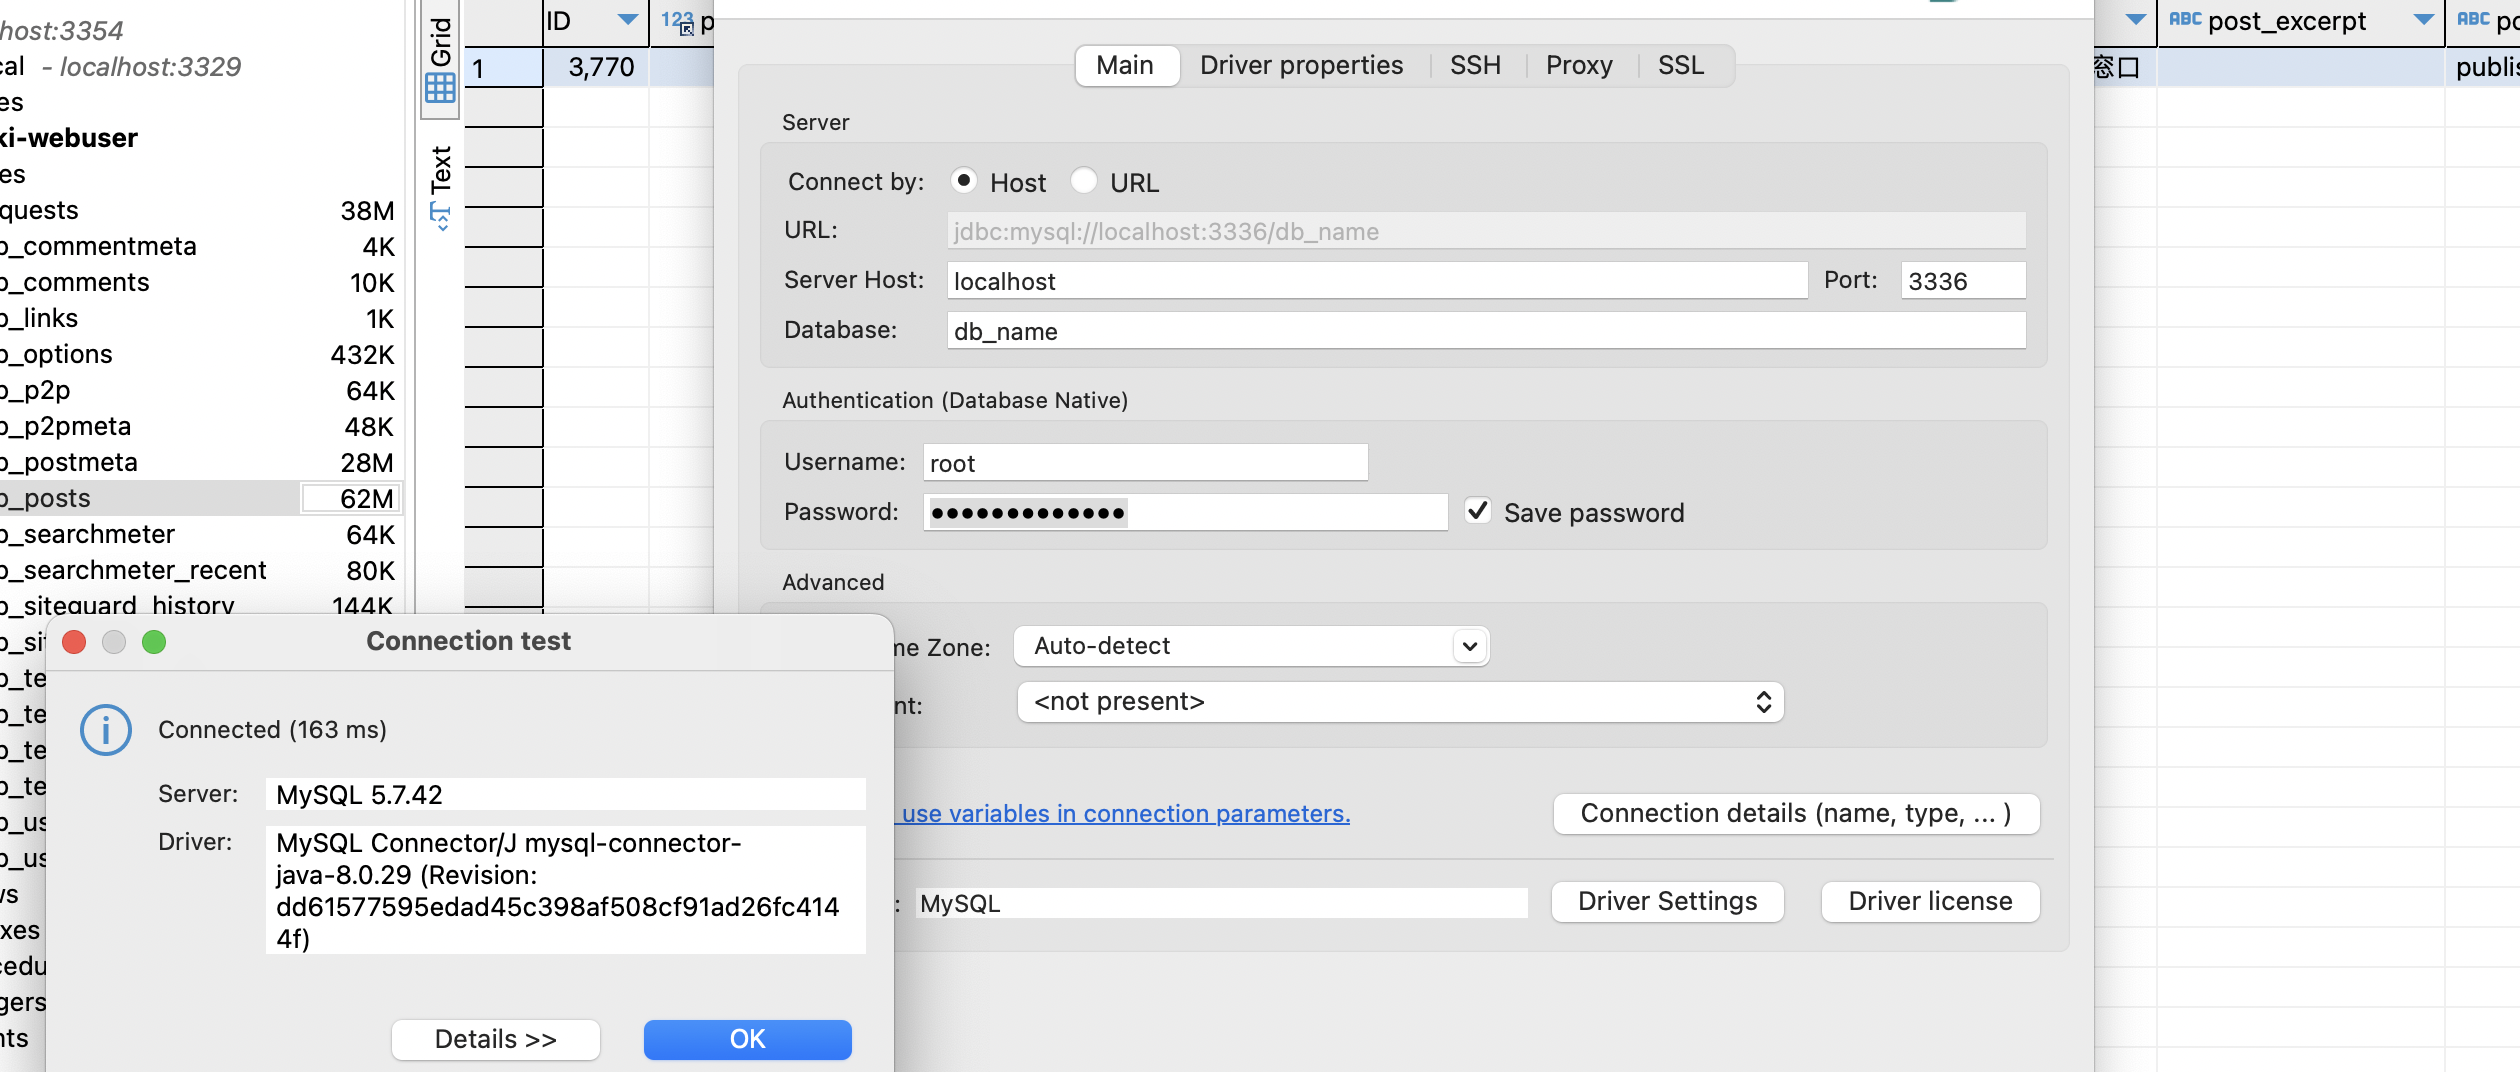 host:3354
cal - localhost:3329
es
ki-webuser
es
quests 38M
p_commentmeta 4K
p_comments 10K
p_links 1K
p_options 432K
p_p2p 64K
p_p2pmeta 48K
p_postmeta 28M
p_posts 62M
p_searchmeter 64K
p_searchmeter_recent 80K
p_siteguard_history 144K
p_sit
p_te
p_te
p_te
p_te
p_us
p_us
ws
xes
cedu
gers
nts
Grid
Text
ID
123 p
1 3,770
ABC post_excerpt
ABC po
窓口
publis
Main
Driver properties
SSH
Proxy
SSL
Server
Connect by: Host URL
URL: jdbc:mysql://localhost:3336/db_name
Server Host: localhost Port: 3336
Database: db_name
Authentication (Database Native)
Username: root
Password: ●●●●●●●●●●●●● Save password
Advanced
me Zone: Auto-detect
nt: <not present>
use variables in connection parameters.
Connection details (name, type, ... )
: MySQL
Driver Settings
Driver license
Connection test
Connected (163 ms)
Server: MySQL 5.7.42
Driver: MySQL Connector/J mysql-connector-
java-8.0.29 (Revision:
dd61577595edad45c398af508cf91ad26fc414
4f)
Details >>
OK